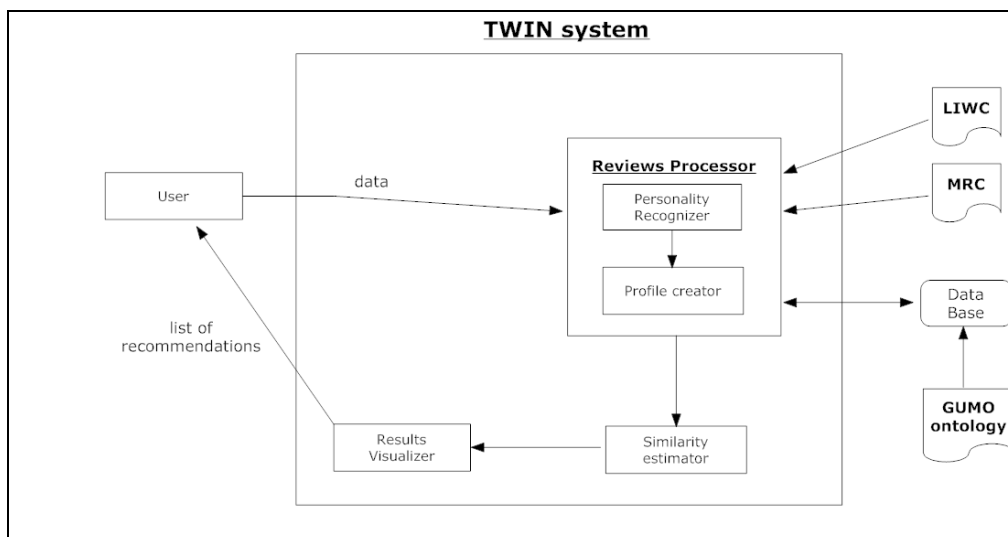 TWIN system
LIWC
Reviews Processor
MRC
data
User
Personality
Recognizer
Profile creator
Data
Base
list of
recommendations
GUMO
ontology
Results
Visualizer
Similarity
estimator